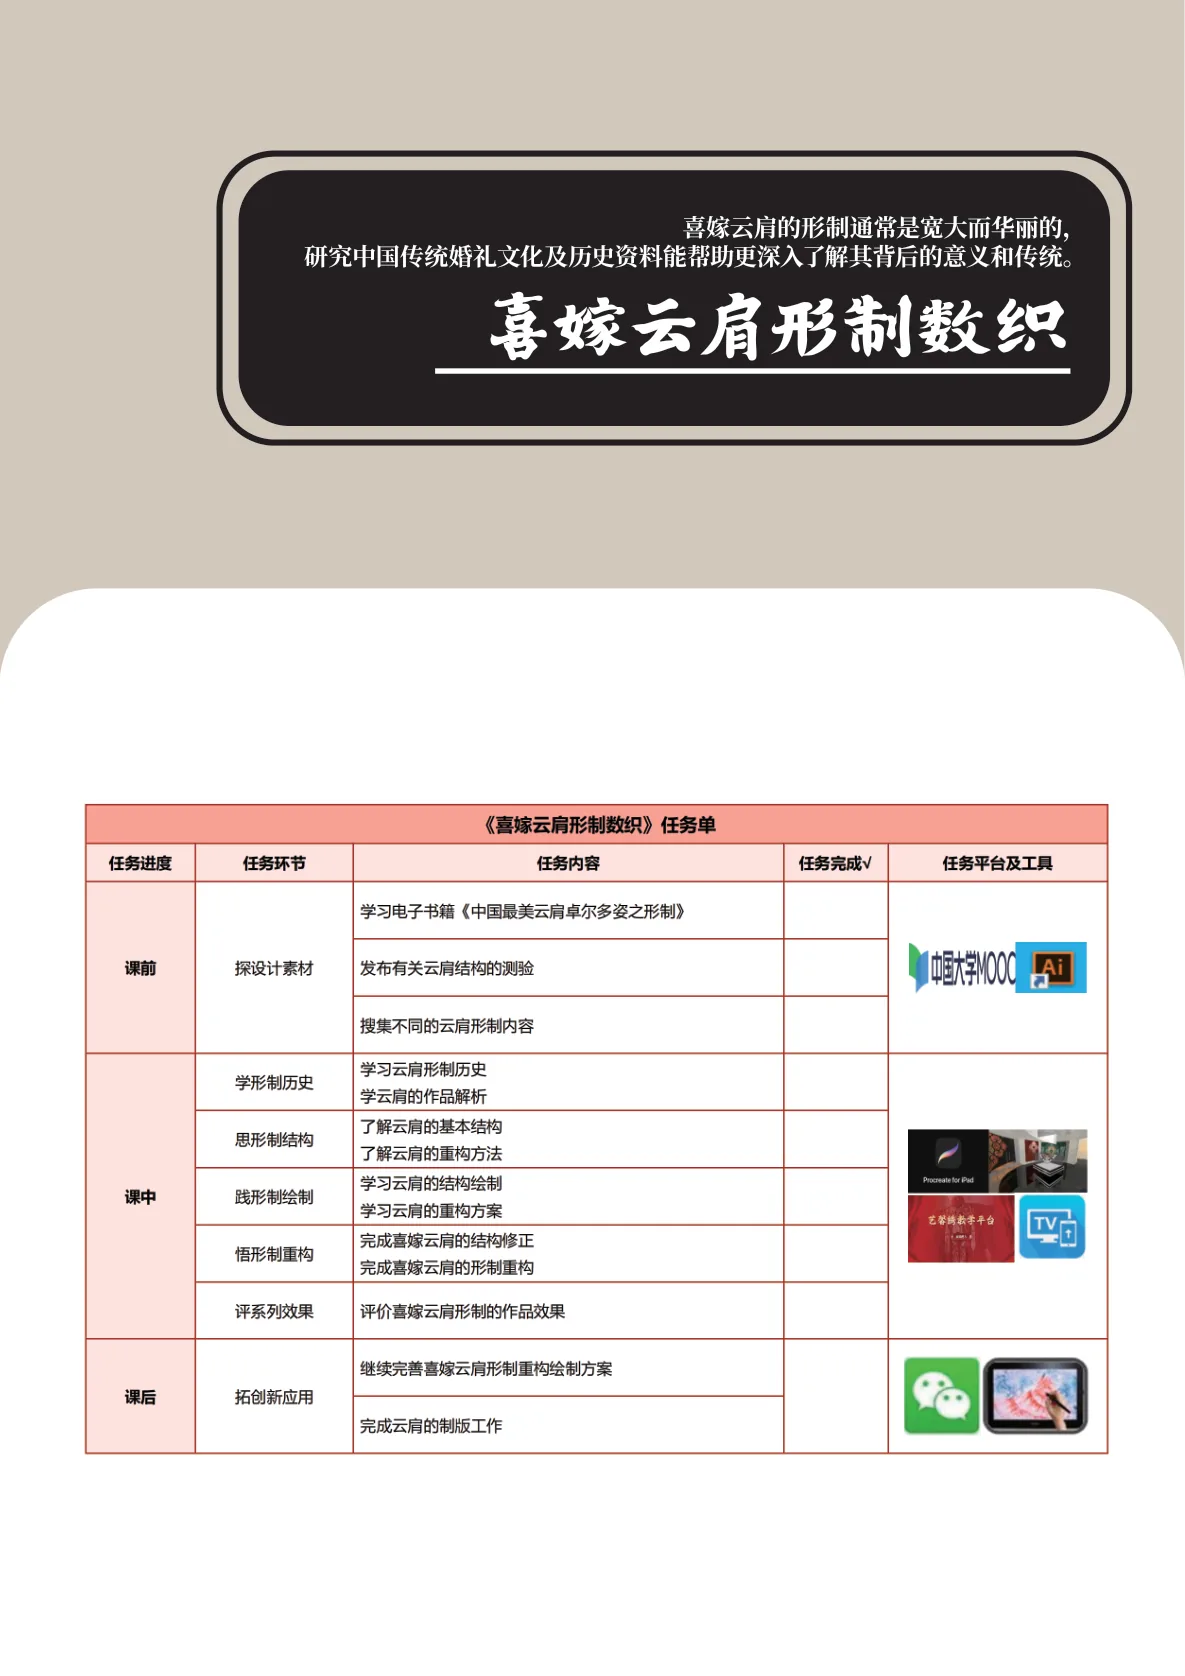 喜嫁云肩的形制通常是宽大而华丽的，
研究中国传统婚礼文化及历史资料能帮助更深入了解其背后的意义和传统。
喜嫁云肩形制数织
《喜嫁云肩形制数织》任务单
任务进度 任务环节 任务内容 任务完成√ 任务平台及工具
课前 探设计素材
学习电子书籍《中国最美云肩卓尔多姿之形制》
发布有关云肩结构的测验
搜集不同的云肩形制内容
中国大学MOOC Ai
课中
学形制历史
学习云肩形制历史
学云肩的作品解析
思形制结构
了解云肩的基本结构
了解云肩的重构方法
践形制绘制
学习云肩的结构绘制
学习云肩的重构方案
悟形制重构
完成喜嫁云肩的结构修正
完成喜嫁云肩的形制重构
评系列效果 评价喜嫁云肩形制的作品效果
Procreate for iPad
艺馨绣教学平台
TV
课后 拓创新应用
继续完善喜嫁云肩形制重构绘制方案
完成云肩的制版工作